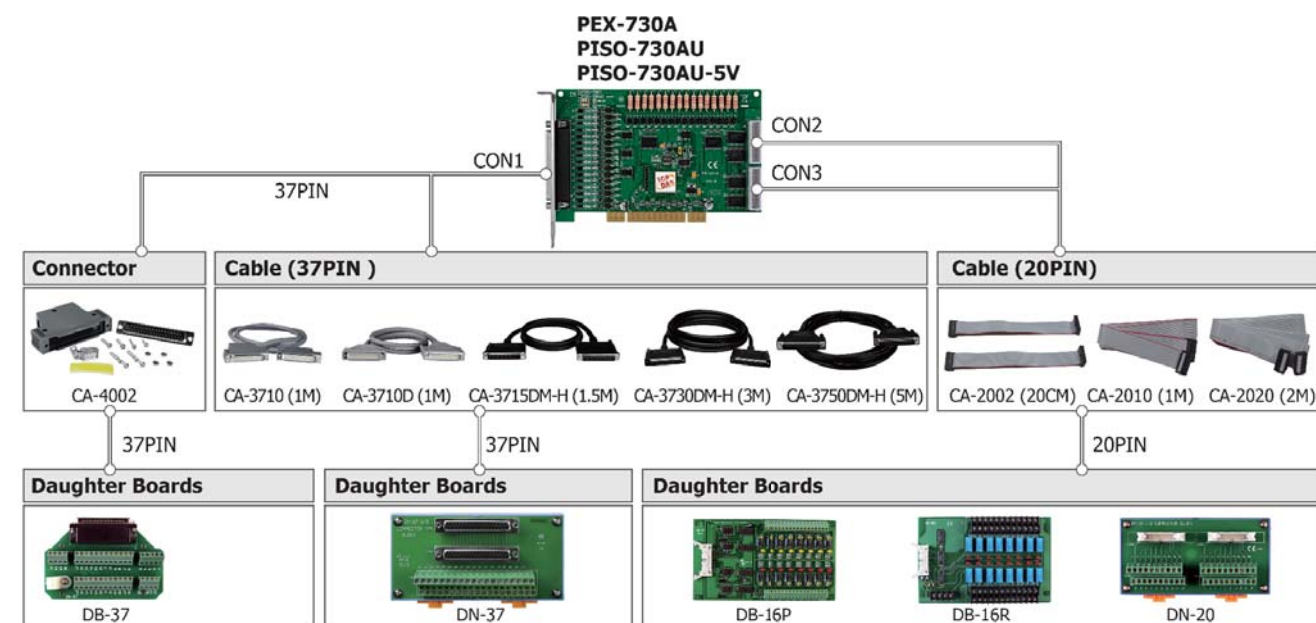 PEX-730A
PISO-730AU
PISO-730AU-5V
CON1
CON2
CON3
37PIN
Connector
Cable (37PIN )
Cable (20PIN)
CA-4002
CA-3710 (1M)
CA-3710D (1M)
CA-3715DM-H (1.5M)
CA-3730DM-H (3M)
CA-3750DM-H (5M)
CA-2002 (20CM)
CA-2010 (1M)
CA-2020 (2M)
37PIN
37PIN
20PIN
Daughter Boards
Daughter Boards
Daughter Boards
DB-37
DN-37
DB-16P
DB-16R
DN-20